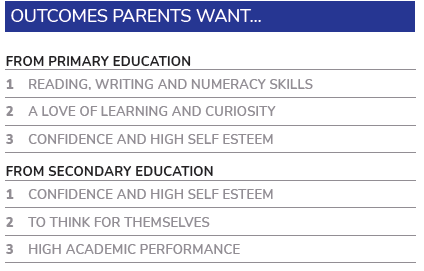 OUTCOMES PARENTS WANT...
FROM PRIMARY EDUCATION
1 READING, WRITING AND NUMERACY SKILLS
2 A LOVE OF LEARNING AND CURIOSITY
3 CONFIDENCE AND HIGH SELF ESTEEM
FROM SECONDARY EDUCATION
1 CONFIDENCE AND HIGH SELF ESTEEM
2 TO THINK FOR THEMSELVES
3 HIGH ACADEMIC PERFORMANCE